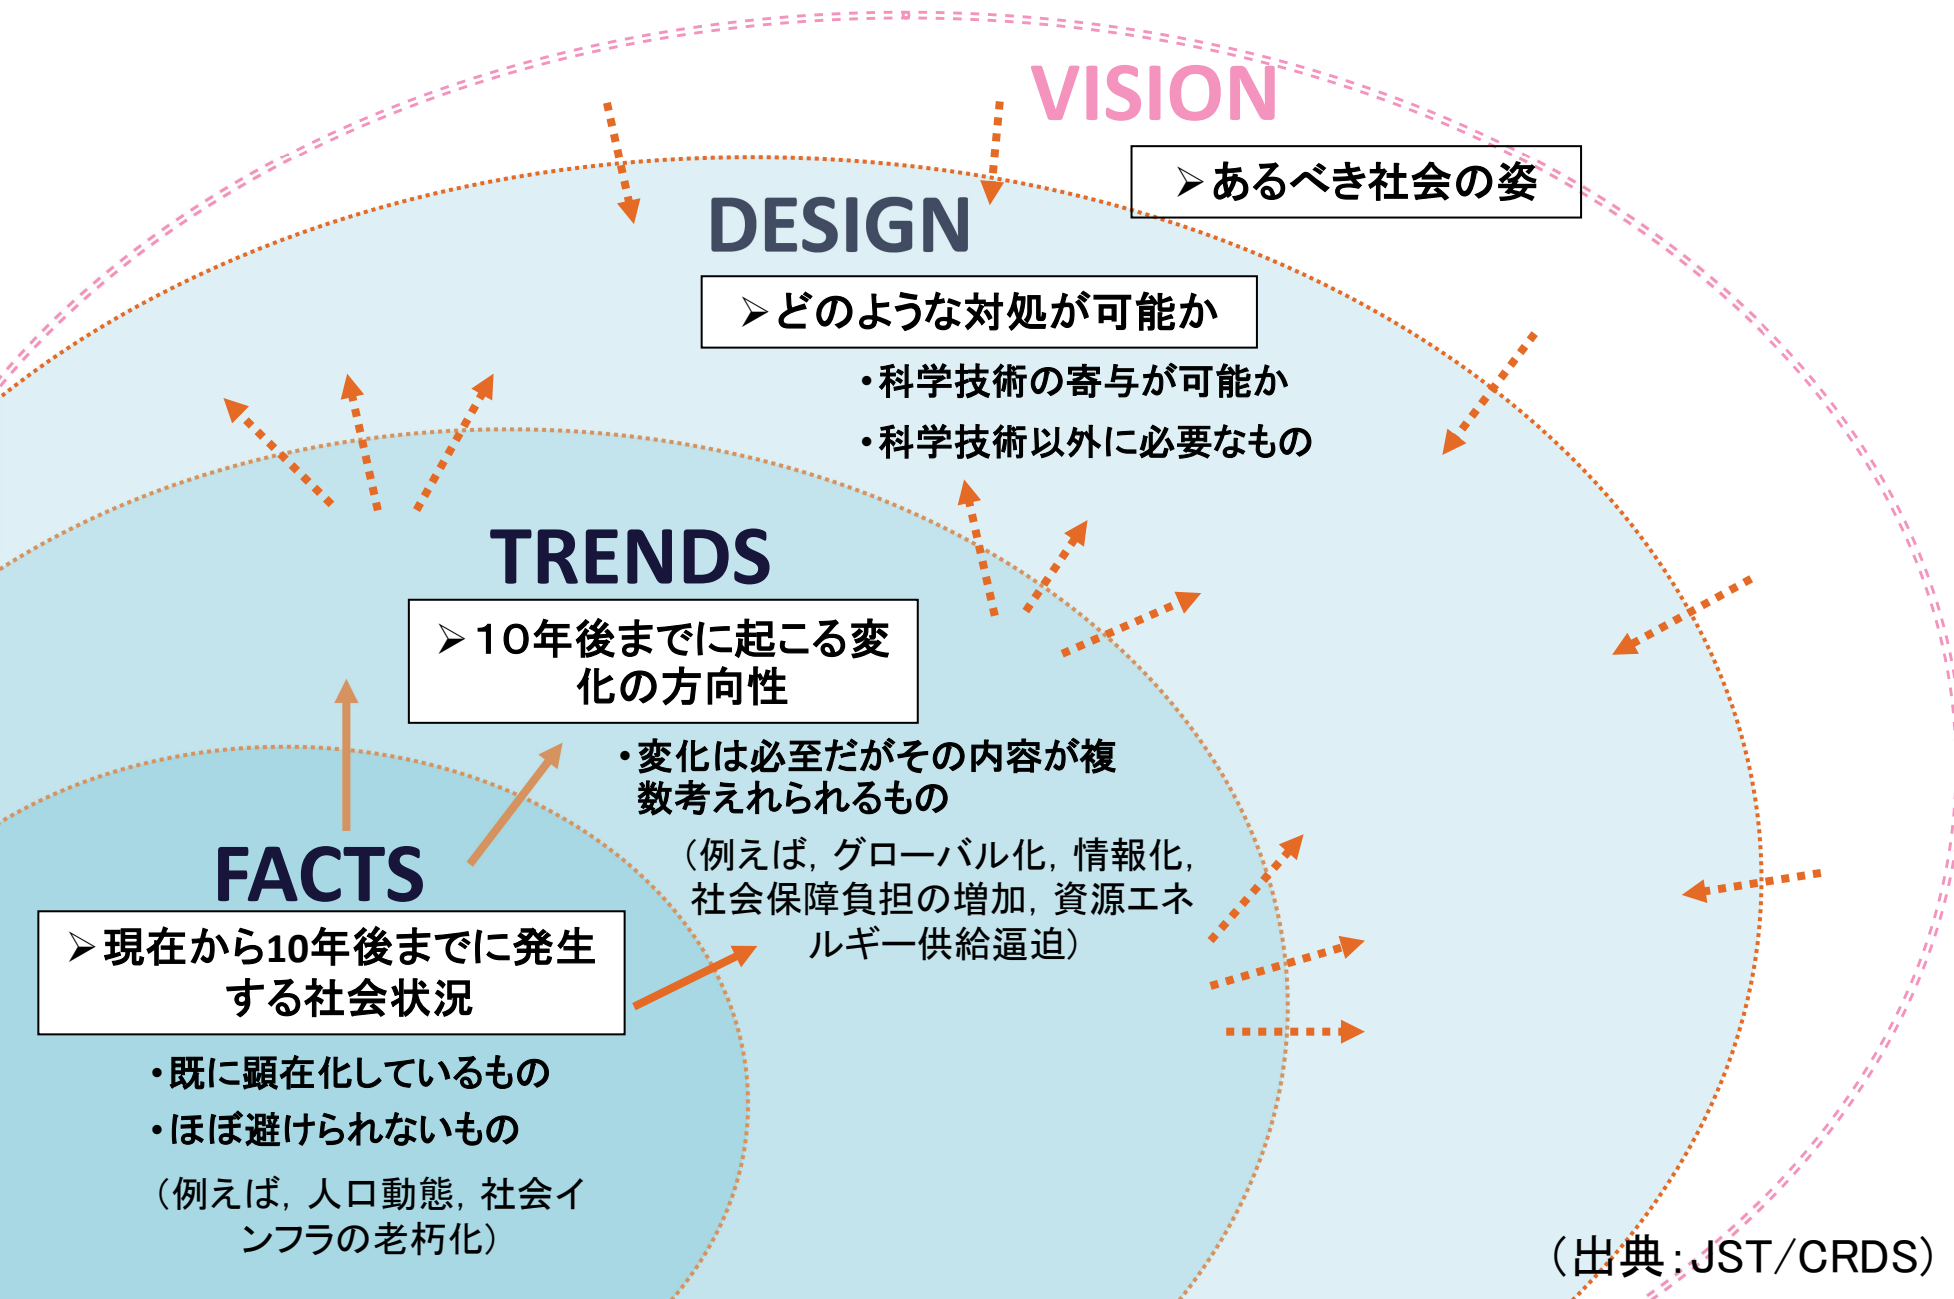 VISION
➢あるべき社会の姿
DESIGN
➢どのような対処が可能か
・科学技術の寄与が可能か
・科学技術以外に必要なもの
TRENDS
➢１０年後までに起こる変
化の方向性
・変化は必至だがその内容が複
数考えれられるもの
（例えば，グローバル化，情報化，
社会保障負担の増加，資源エネ
ルギー供給逼迫）
FACTS
➢現在から10年後までに発生
する社会状況
・既に顕在化しているもの
・ほぼ避けられないもの
（例えば，人口動態，社会イ
ンフラの老朽化）
（出典：JST/CRDS）